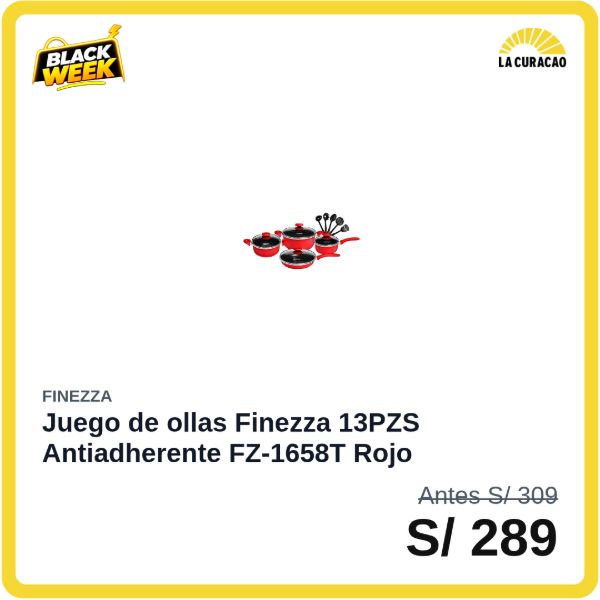 BLACK
WEEK
LA CURACAO
FINEZZA
Juego de ollas Finezza 13PZS
Antiadherente FZ-1658T Rojo
Antes S/ 309
S/ 289